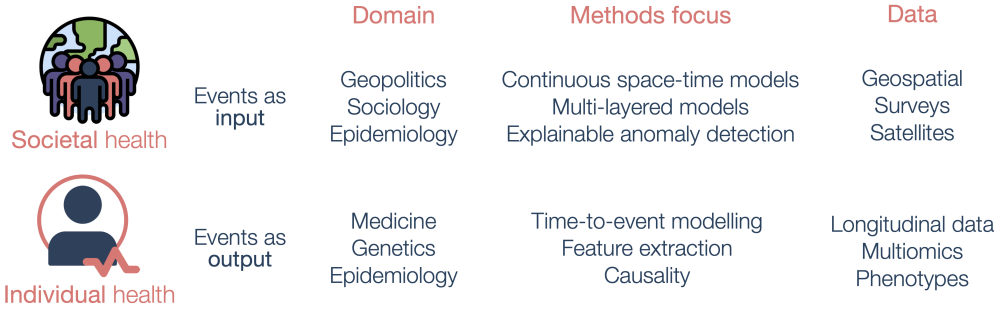 Domain
Methods focus
Data
Societal health
Events as
input
Geopolitics
Sociology
Epidemiology
Continuous space-time models
Multi-layered models
Explainable anomaly detection
Geospatial
Surveys
Satellites
Individual health
Events as
output
Medicine
Genetics
Epidemiology
Time-to-event modelling
Feature extraction
Causality
Longitudinal data
Multiomics
Phenotypes